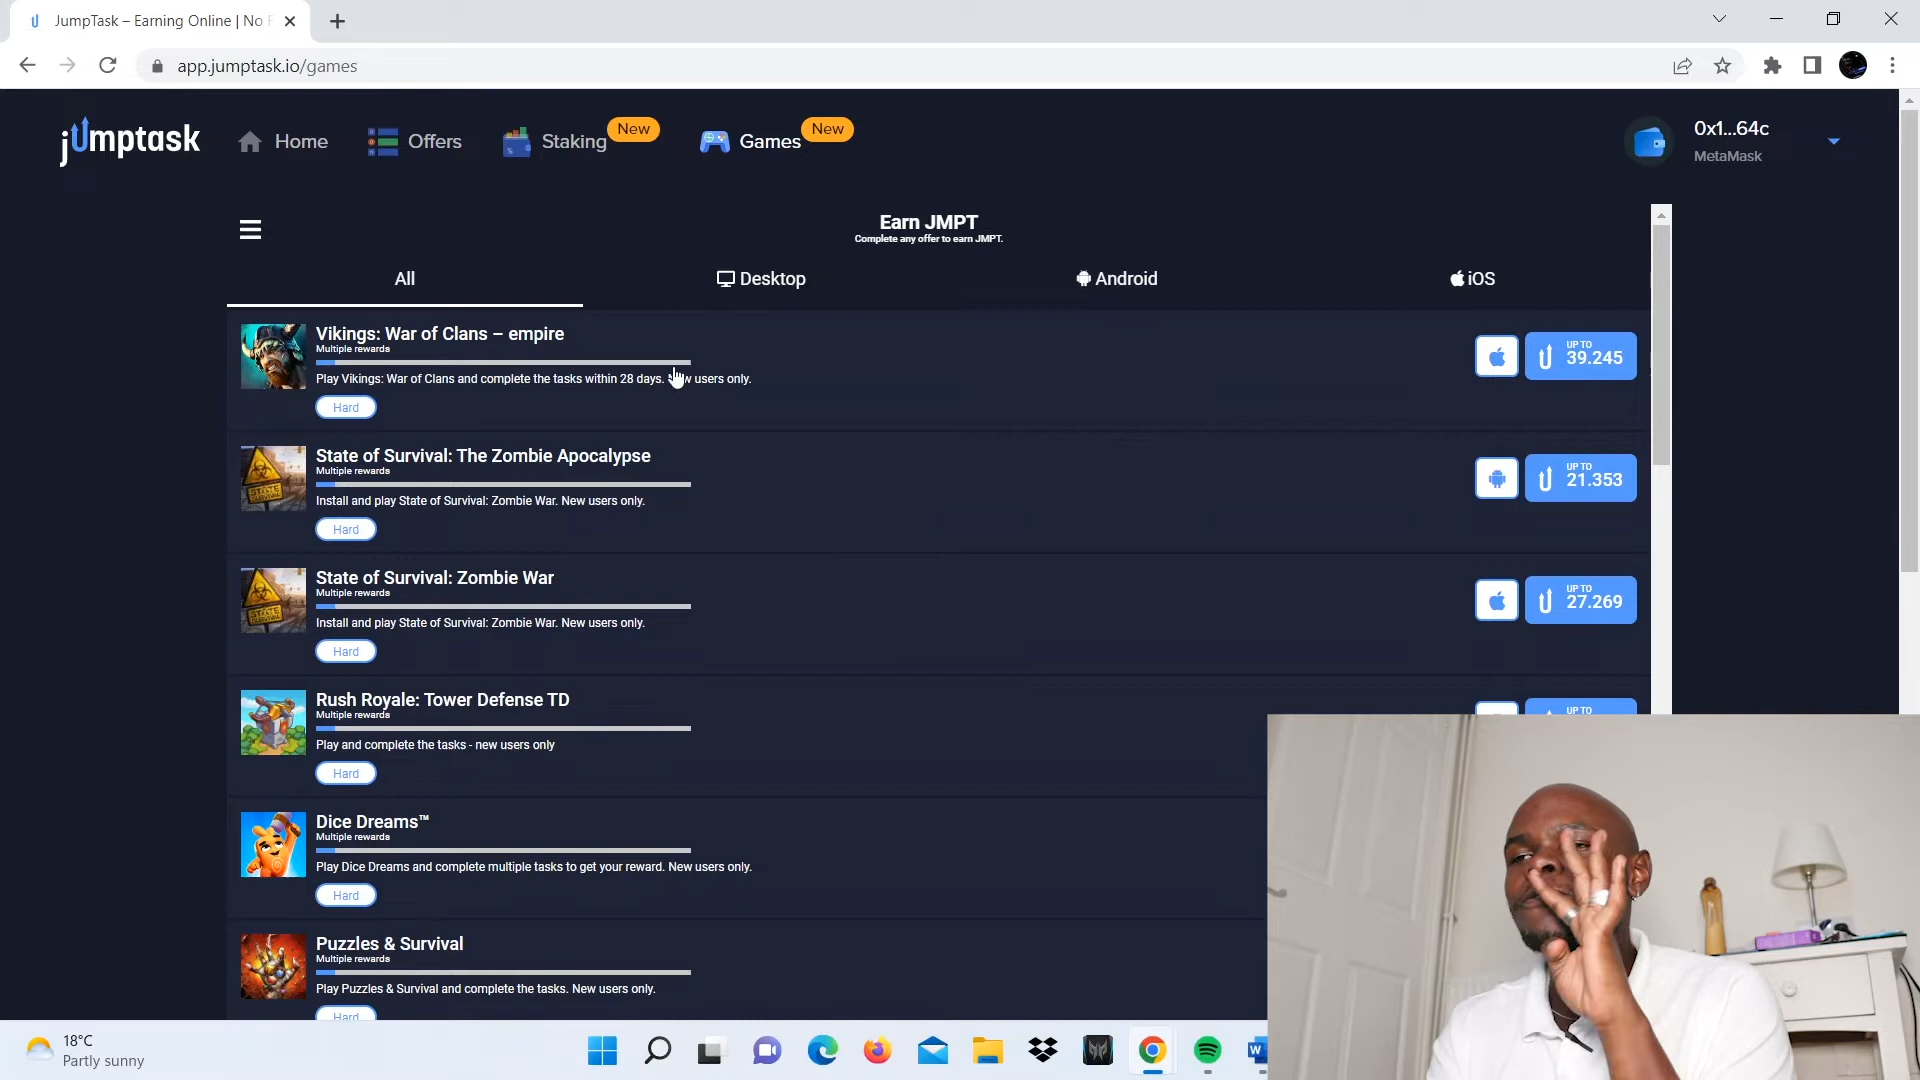 JumpTask – Earning Online | No F
app.jumptask.io/games
jumptask
Home
Offers
Staking
New
Games
New
0x1...64c
MetaMask
Earn JMPT
Complete any offer to earn JMPT.
All
Desktop
Android
iOS
Vikings: War of Clans – empire
Multiple rewards
Play Vikings: War of Clans and complete the tasks within 28 days. users only.
Hard
UP TO
39.245
State of Survival: The Zombie Apocalypse
Multiple rewards
Install and play State of Survival: Zombie War. New users only.
Hard
UP TO
21.353
State of Survival: Zombie War
Multiple rewards
Install and play State of Survival: Zombie War. New users only.
Hard
UP TO
27.269
Rush Royale: Tower Defense TD
Multiple rewards
Play and complete the tasks - new users only
Hard
UP TO
Dice Dreams™
Multiple rewards
Play Dice Dreams and complete multiple tasks to get your reward. New users only.
Hard
Puzzles & Survival
Multiple rewards
Play Puzzles & Survival and complete the tasks. New users only.
Hard
18°C
Partly sunny